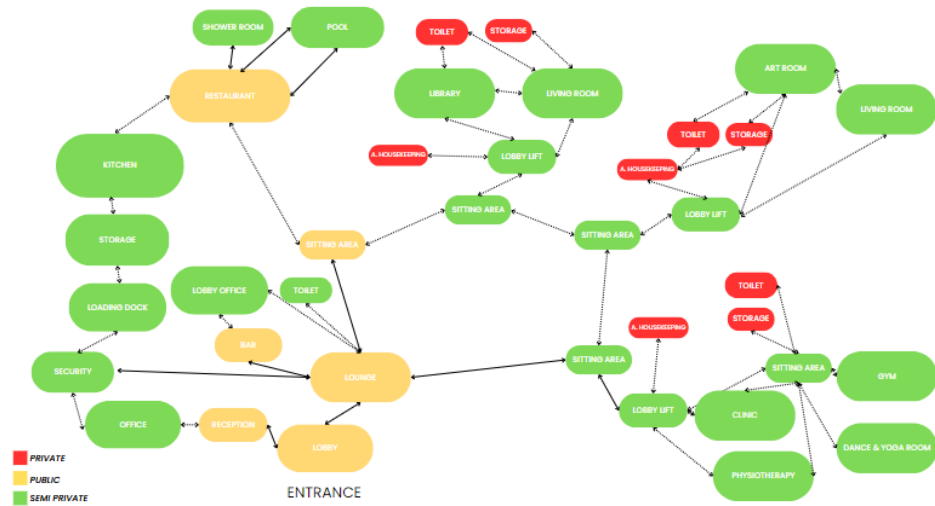 SHOWER ROOM
POOL
RESTAURANT
TOILET
STORAGE
LIBRARY
LIVING ROOM
ART ROOM
LIVING ROOM
TOILET
STORAGE
A. HOUSEKEEPING
LOBBY LIFT
A. HOUSEKEEPING
LOBBY LIFT
KITCHEN
SITTING AREA
SITTING AREA
STORAGE
SITTING AREA
LOBBY OFFICE
TOILET
LOADING DOCK
BAR
TOILET
STORAGE
A. HOUSEKEEPING
SITTING AREA
SITTING AREA
SECURITY
LOUNGE
GYM
LOBBY LIFT
CLINIC
OFFICE
RECEPTION
LOBBY
DANCE & YOGA ROOM
PHYSIOTHERAPY
PRIVATE
PUBLIC
SEMI PRIVATE
ENTRANCE